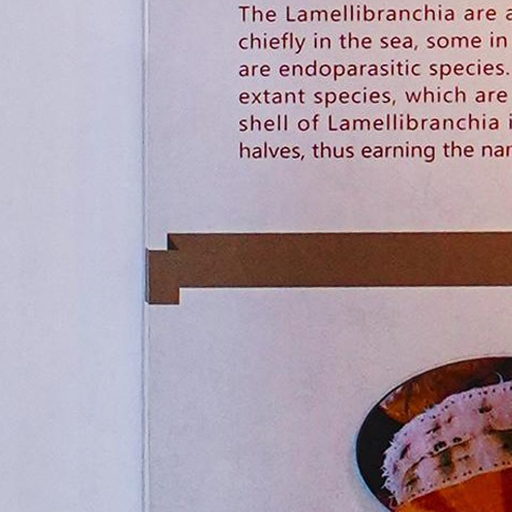 The Lamellibranchia are
chiefly in the sea, some in
are endoparasitic species.
extant species, which are
shell of Lamellibranchia
halves, thus earning the